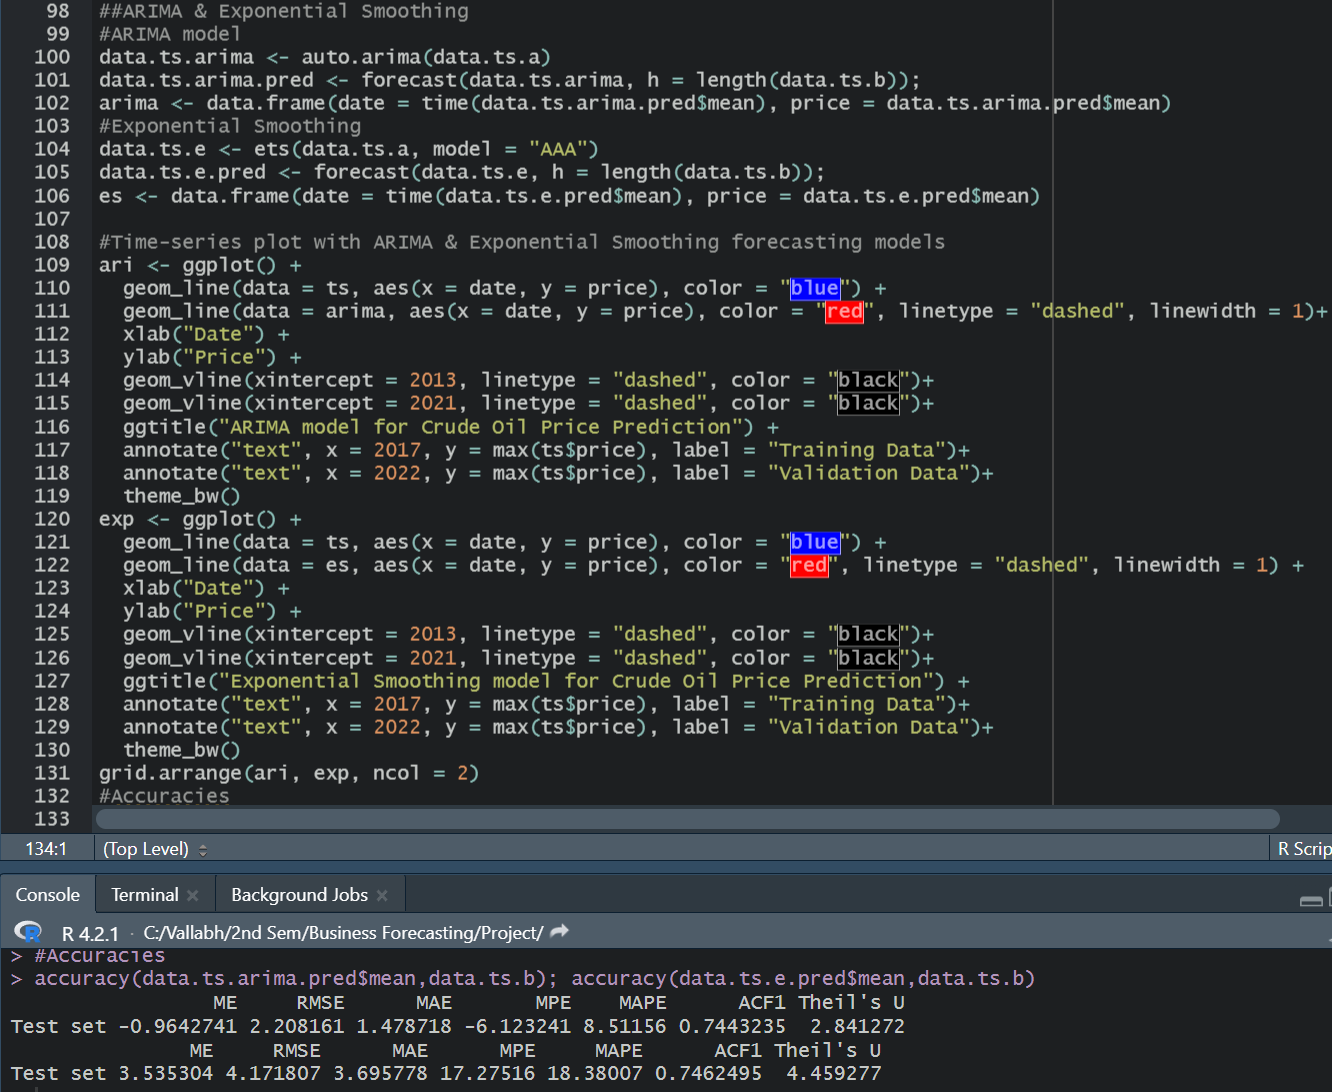 98 ##ARIMA & Exponential Smoothing
99 #ARIMA model
100 data.ts.arima <- auto.arima(data.ts.a)
101 data.ts.arima.pred <- forecast(data.ts.arima, h = length(data.ts.b));
102 arima <- data.frame(date = time(data.ts.arima.pred$mean), price = data.ts.arima.pred$mean)
103 #Exponential Smoothing
104 data.ts.e <- ets(data.ts.a, model = "AAA")
105 data.ts.e.pred <- forecast(data.ts.e, h = length(data.ts.b));
106 es <- data.frame(date = time(data.ts.e.pred$mean), price = data.ts.e.pred$mean)
107
108 #Time-series plot with ARIMA & Exponential Smoothing forecasting models
109 ari <- ggplot() +
110   geom_line(data = ts, aes(x = date, y = price), color = "blue") +
111   geom_line(data = arima, aes(x = date, y = price), color = "red", linetype = "dashed", linewidth = 1)+
112   xlab("Date") +
113   ylab("Price") +
114   geom_vline(xintercept = 2013, linetype = "dashed", color = "black")+
115   geom_vline(xintercept = 2021, linetype = "dashed", color = "black")+
116   ggtitle("ARIMA model for Crude Oil Price Prediction") +
117   annotate("text", x = 2017, y = max(ts$price), label = "Training Data")+
118   annotate("text", x = 2022, y = max(ts$price), label = "Validation Data")+
119   theme_bw()
120 exp <- ggplot() +
121   geom_line(data = ts, aes(x = date, y = price), color = "blue") +
122   geom_line(data = es, aes(x = date, y = price), color = "red", linetype = "dashed", linewidth = 1) +
123   xlab("Date") +
124   ylab("Price") +
125   geom_vline(xintercept = 2013, linetype = "dashed", color = "black")+
126   geom_vline(xintercept = 2021, linetype = "dashed", color = "black")+
127   ggtitle("Exponential Smoothing model for Crude Oil Price Prediction") +
128   annotate("text", x = 2017, y = max(ts$price), label = "Training Data")+
129   annotate("text", x = 2022, y = max(ts$price), label = "Validation Data")+
130   theme_bw()
131 grid.arrange(ari, exp, ncol = 2)
132 #Accuracies
133
134:1 (Top Level) R Scrip
Console Terminal Background Jobs
R R 4.2.1 · C:/Vallabh/2nd Sem/Business Forecasting/Project/
> #Accuracies
> accuracy(data.ts.arima.pred$mean,data.ts.b); accuracy(data.ts.e.pred$mean,data.ts.b)
ME RMSE MAE MPE MAPE ACF1 Theil's U
Test set -0.9642741 2.208161 1.478718 -6.123241 8.51156 0.7443235 2.841272
ME RMSE MAE MPE MAPE ACF1 Theil's U
Test set 3.535304 4.171807 3.695778 17.27516 18.38007 0.7462495 4.459277